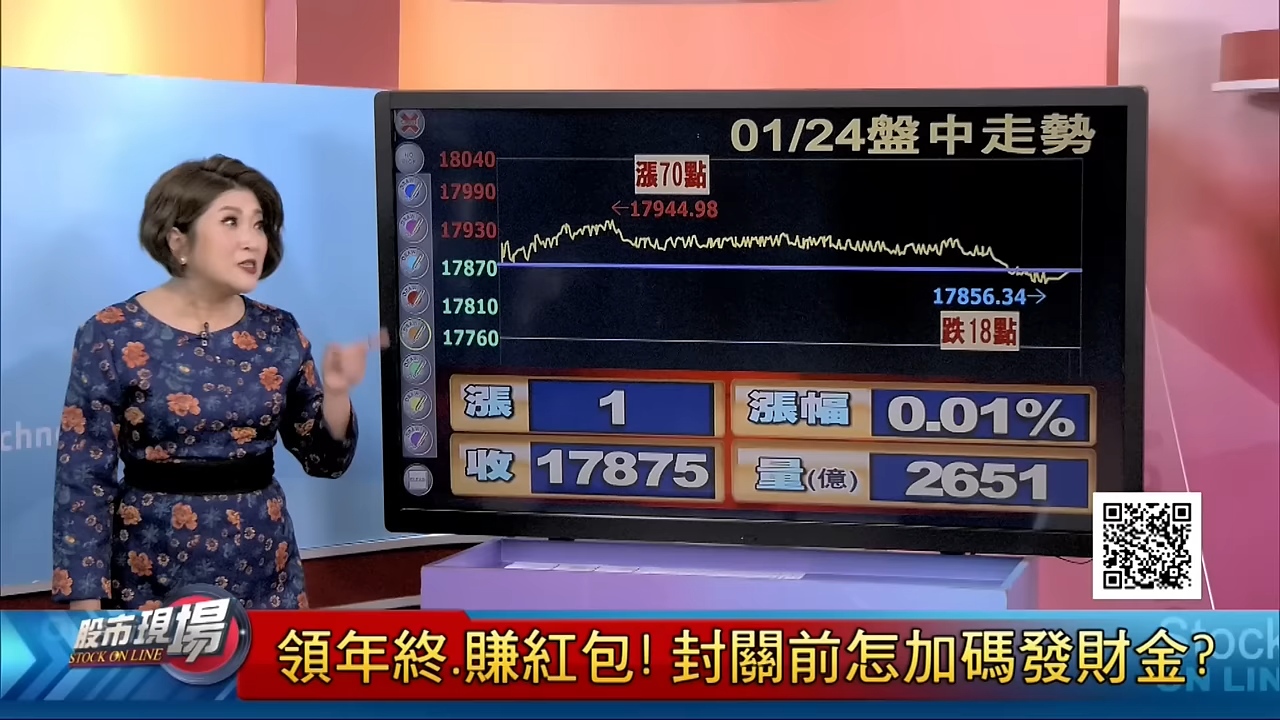 01/24盤中走勢
18040
漲70點
17990
←17944.98
17930
17870
17856.34→
17810
跌18點
17760
漲 1 漲幅 0.01%
收 17875 量(億) 2651
股市現場
STOCK ON LINE
領年終.賺紅包! 封關前怎加碼發財金?
Stock
ON LIN